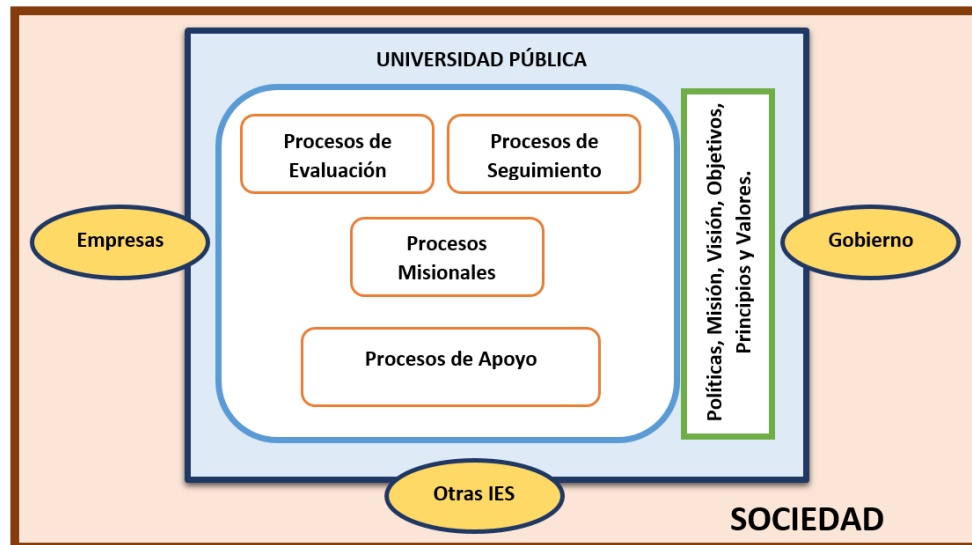 UNIVERSIDAD PÚBLICA
Procesos de
Evaluación
Procesos de
Seguimiento
Procesos
Misionales
Procesos de Apoyo
Políticas, Misión, Visión, Objetivos,
Principios y Valores.
Empresas
Gobierno
Otras IES
SOCIEDAD